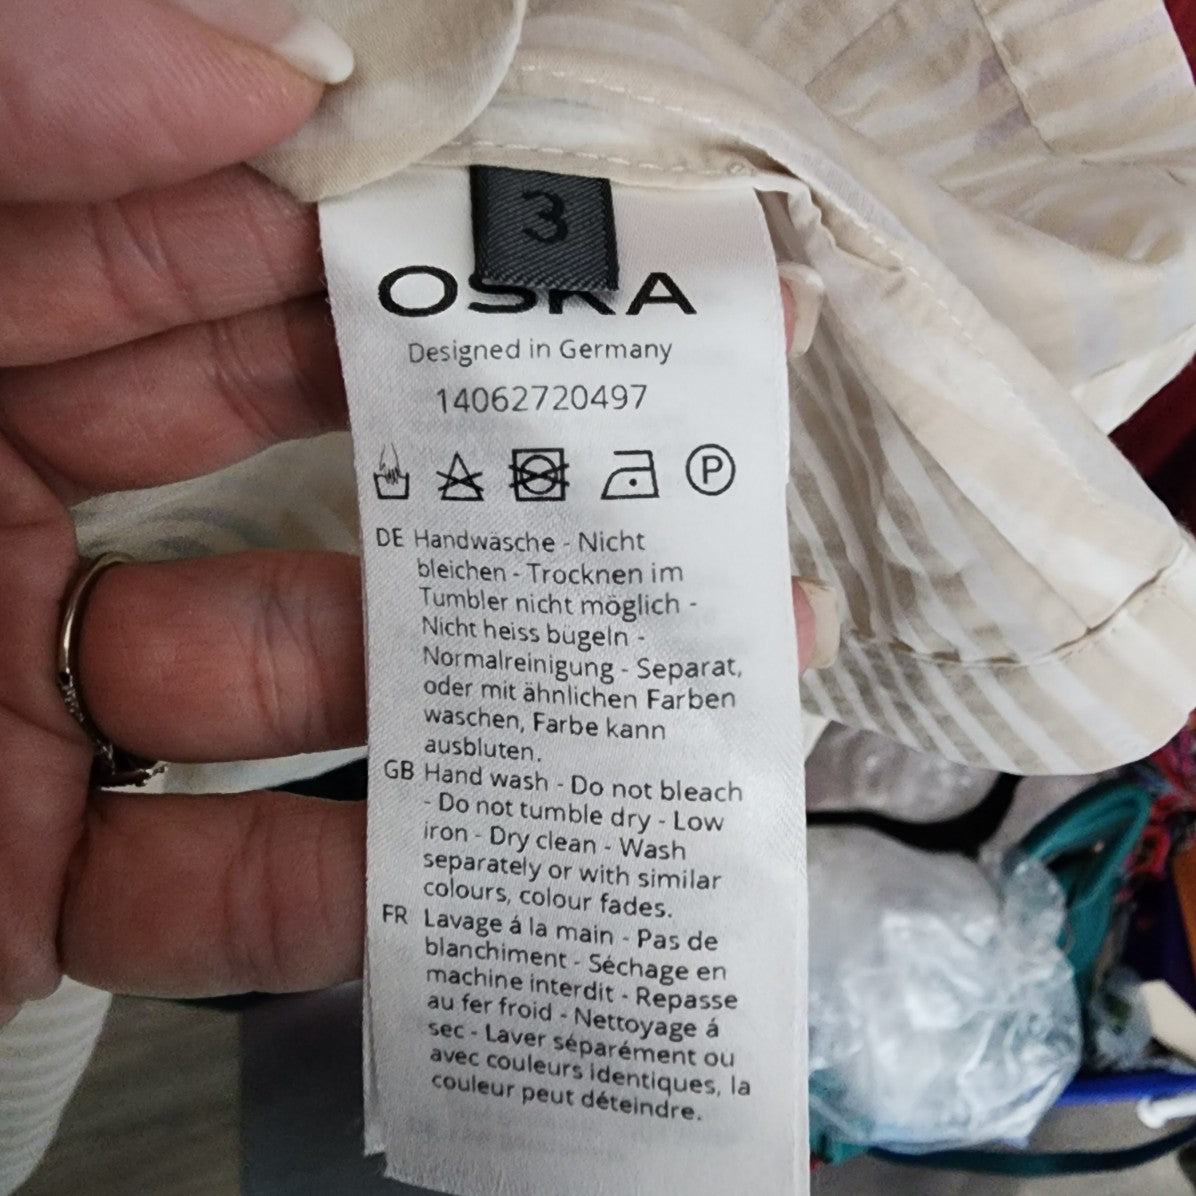 3
OSKA
Designed in Germany
14062720497
P
DE Handwäsche - Nicht
bleichen - Trocknen im
Tumbler nicht möglich -
Nicht heiss bügeln -
Normalreinigung - Separat,
oder mit ähnlichen Farben
waschen, Farbe kann
ausbluten.
GB Hand wash - Do not bleach
- Do not tumble dry - Low
iron - Dry clean - Wash
separately or with similar
colours, colour fades.
FR Lavage á la main - Pas de
blanchiment - Séchage en
machine interdit - Repasse
au fer froid - Nettoyage á
sec - Laver séparément ou
avec couleurs identiques, la
couleur peut déteindre.